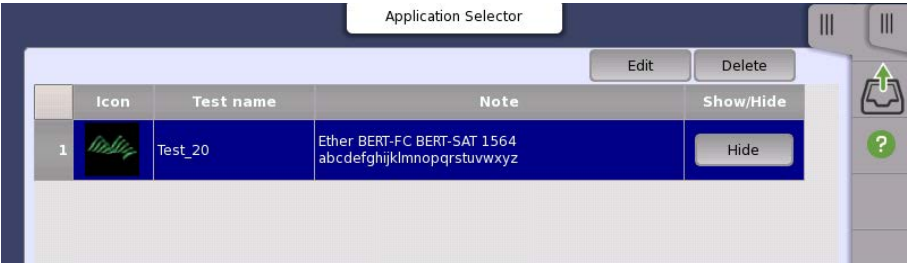 Application Selector
Edit
Delete
Icon
Test name
Note
Show/Hide
1
Test_20
Ether BERT-FC BERT-SAT 1564
abcdefghijklmnopqrstuvwxyz
Hide
?